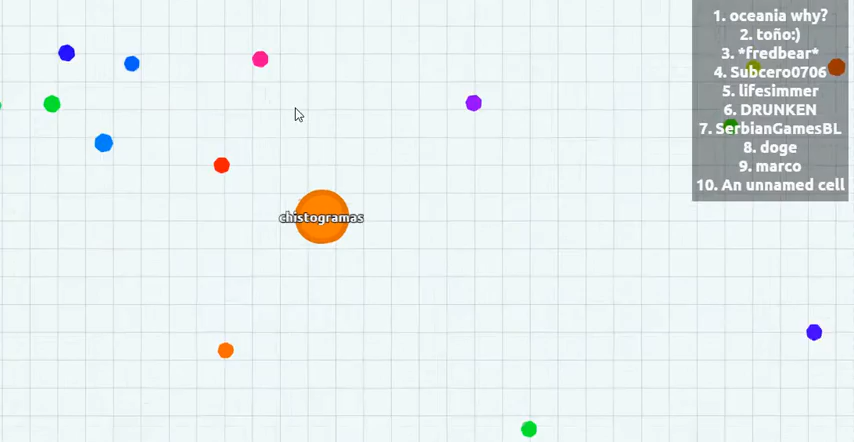 1. oceania why?
2. toño:)
3. *fredbear*
4. Subcero0706
5. lifesimmer
6. DRUNKEN
7. SerbianGamesBL
8. doge
9. marco
10. An unnamed cell
chistogramas